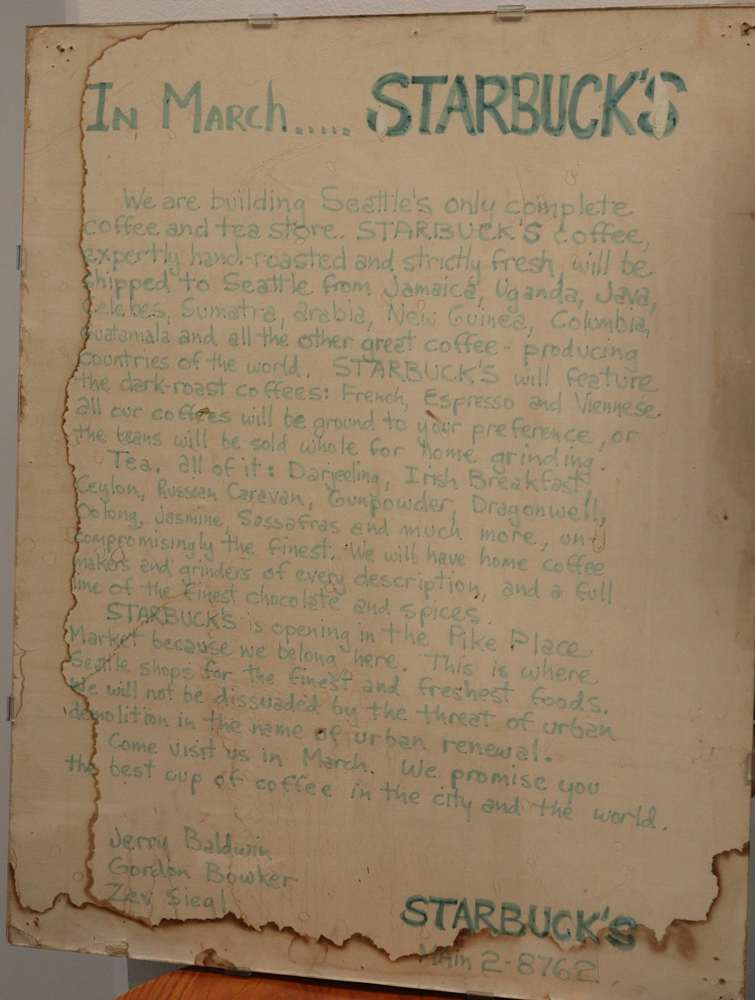 In March..... STARBUCK'S
We are building Seattle's only complete
coffee and tea store. STARBUCK'S coffee,
expertly hand-roasted and strictly fresh, will be
shipped to Seattle from Jamaica, Uganda, Java,
Celebes, Sumatra, arabia, New Guinea, Columbia,
Guatamala and all the other great coffee-producing
countries of the world. STARBUCK'S will feature
the dark-roast coffees: French, Espresso and Viennese.
all our coffees will be ground to your preference, or
the beans will be sold whole for home grinding.
Tea. all of it: Darjeeling, Irish Breakfast,
Ceylon, Russian Caravan, Gunpowder, Dragonwell,
Oolong, Jasmine, Sassafras and much more, un-
compromisingly the finest. We will have home coffee
makers and grinders of every description, and a full
line of the finest chocolate and spices.
STARBUCK'S is opening in the Pike Place
Market because we belong here. This is where
Seattle shops for the finest and freshest foods.
We will not be dissuaded by the threat of urban
demolition in the name of urban renewal.
Come visit us in March. We promise you
the best cup of coffee in the city and the world.
Jerry Baldwin
Gordon Bowker
Zev Siegl
STARBUCK'S
MAin 2-8762